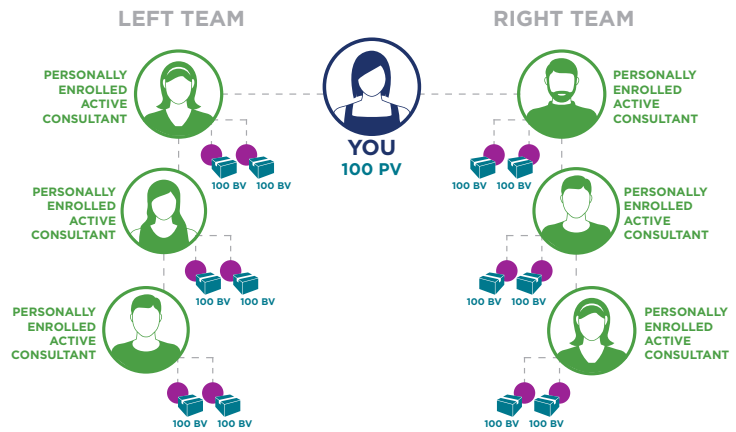 LEFT TEAM
RIGHT TEAM
PERSONALLY
ENROLLED
ACTIVE
CONSULTANT
PERSONALLY
ENROLLED
ACTIVE
CONSULTANT
YOU
100 PV
100 BV
100 BV
100 BV
100 BV
PERSONALLY
ENROLLED
ACTIVE
CONSULTANT
PERSONALLY
ENROLLED
ACTIVE
CONSULTANT
100 BV
100 BV
100 BV
100 BV
PERSONALLY
ENROLLED
ACTIVE
CONSULTANT
PERSONALLY
ENROLLED
ACTIVE
CONSULTANT
100 BV
100 BV
100 BV
100 BV